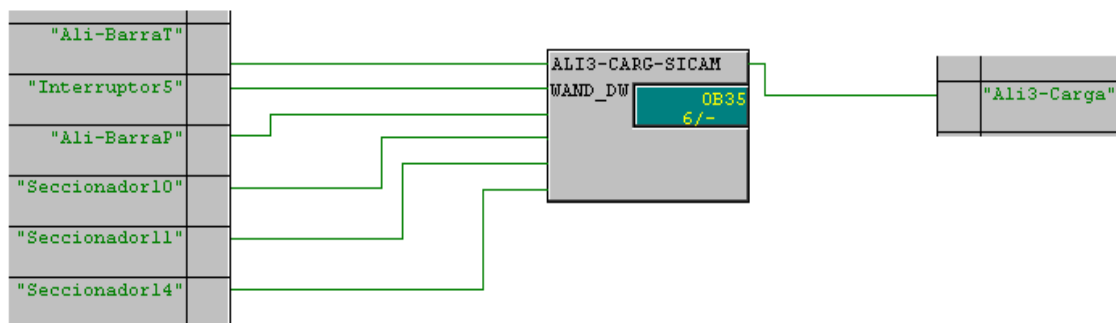 "Ali-BarraT"
"Interruptor5"
"Ali-BarraP"
"Seccionador10"
"Seccionador11"
"Seccionador14"
ALI3-CARG-SICAM
WAND_DW
OB35
6/-
"Ali3-Carga"